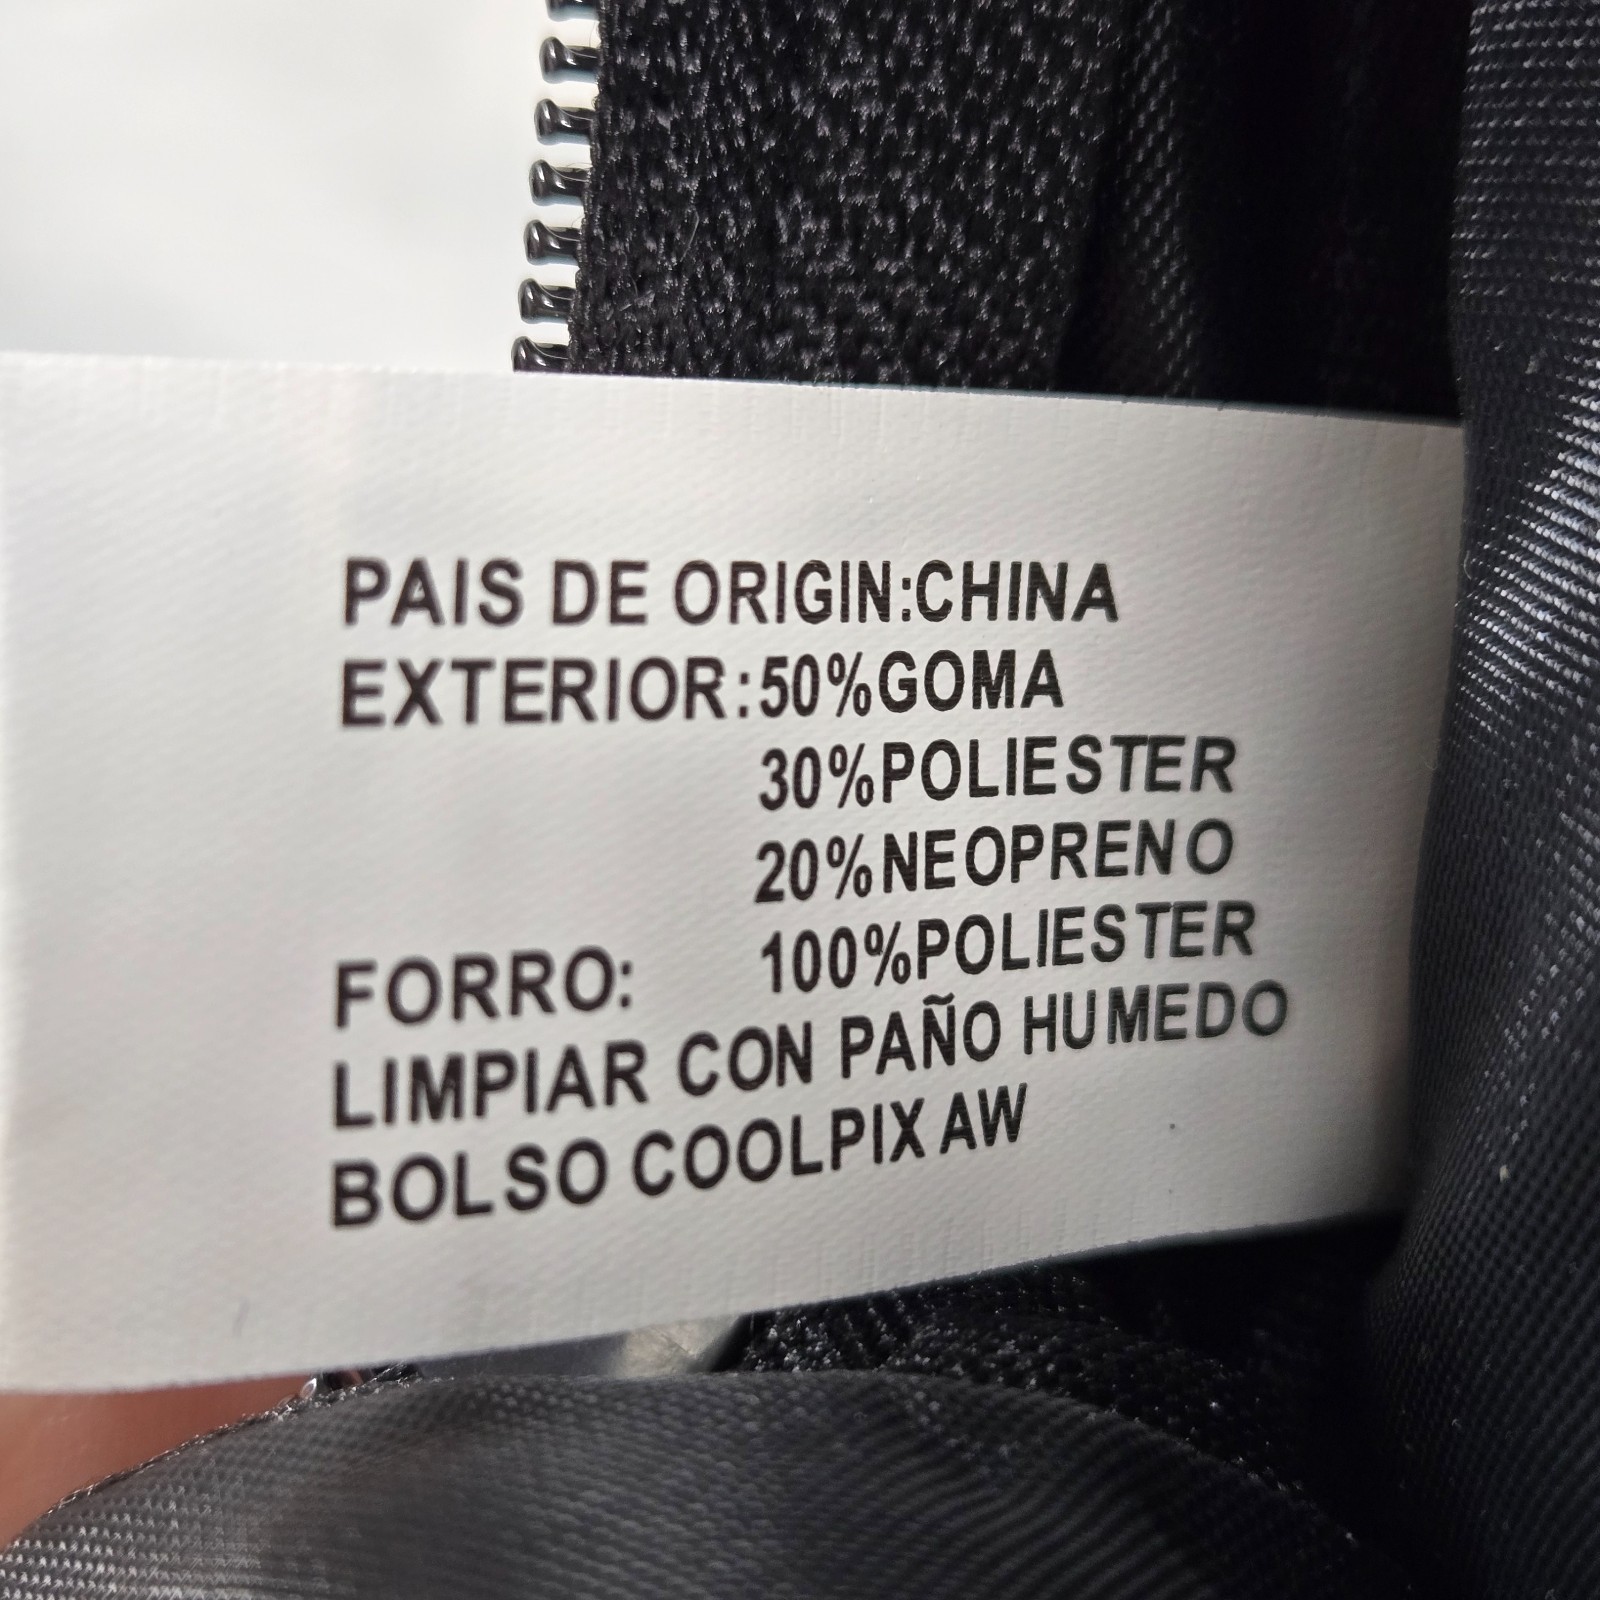 PAIS DE ORIGIN:CHINA
EXTERIOR:50%GOMA
30%POLIESTER
20%NEOPRENO
FORRO: 100%POLIESTER
LIMPIAR CON PAÑO HUMEDO
BOLSO COOLPIX AW